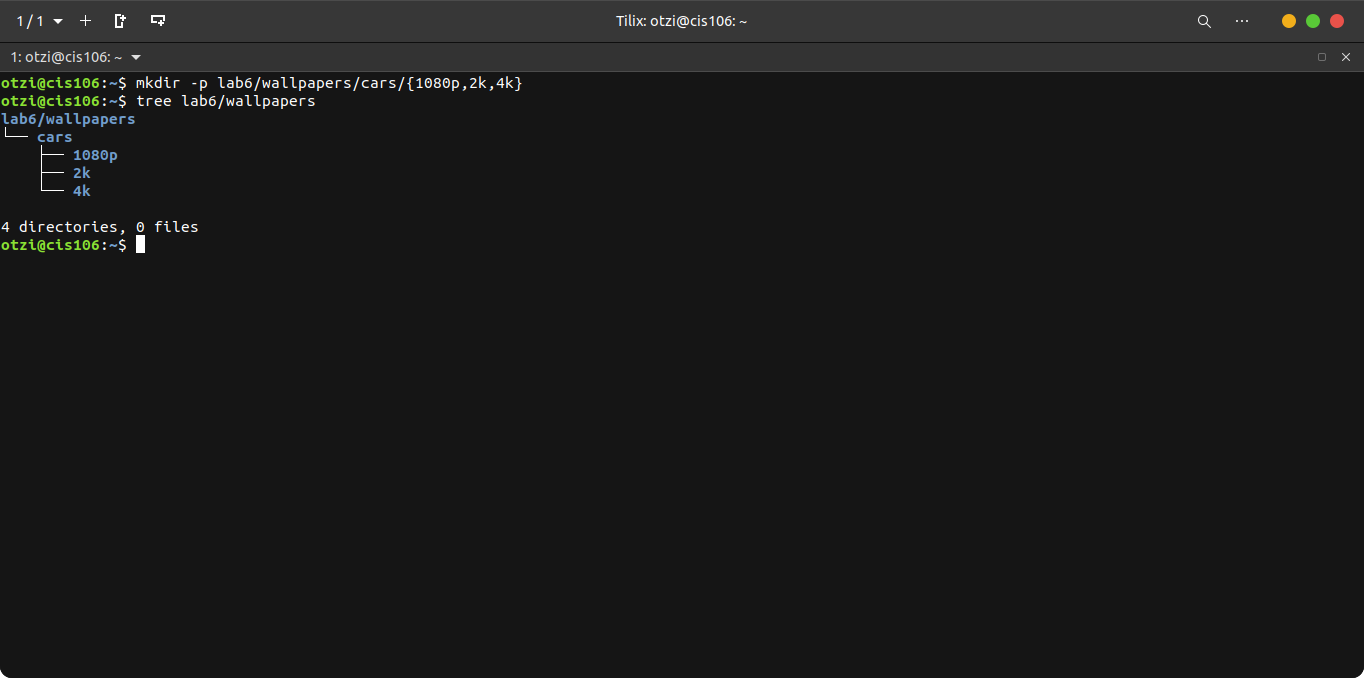 1 / 1
Tilix: otzi@cis106: ~
1: otzi@cis106: ~
otzi@cis106:~$ mkdir -p lab6/wallpapers/cars/{1080p,2k,4k}
otzi@cis106:~$ tree lab6/wallpapers
lab6/wallpapers
└── cars
    ├── 1080p
    ├── 2k
    └── 4k

4 directories, 0 files
otzi@cis106:~$